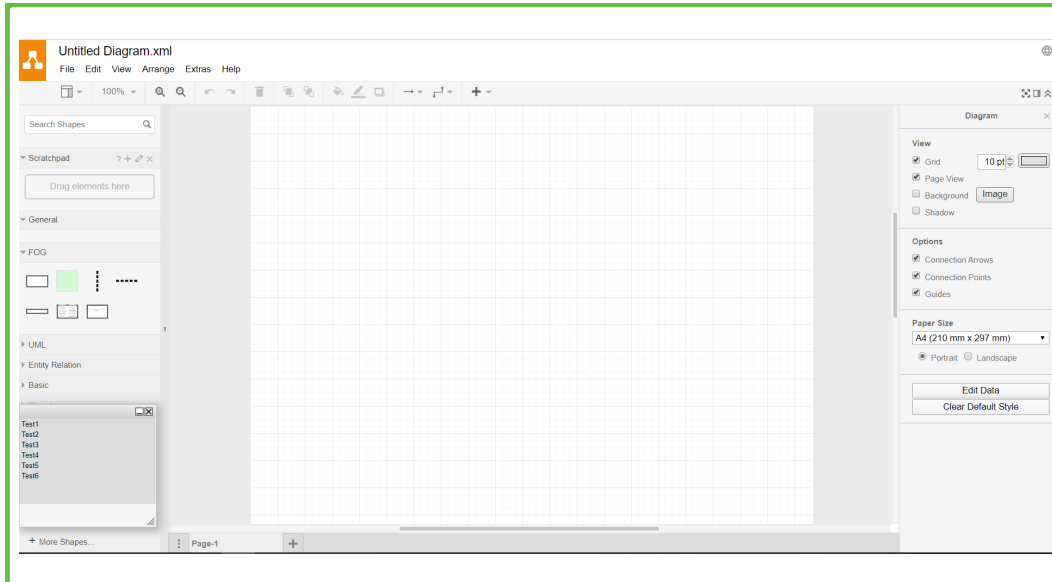 Untitled Diagram.xml
File Edit View Arrange Extras Help
100%
Search Shapes
Scratchpad ?
Drag elements here
General
FOG
UML
Entity Relation
Basic
Test1
Test2
Test3
Test4
Test5
Test6
+ More Shapes...
Page-1
Diagram
View
Grid 10 pt
Page View
Background Image
Shadow
Options
Connection Arrows
Connection Points
Guides
Paper Size
A4 (210 mm x 297 mm)
Portrait Landscape
Edit Data
Clear Default Style